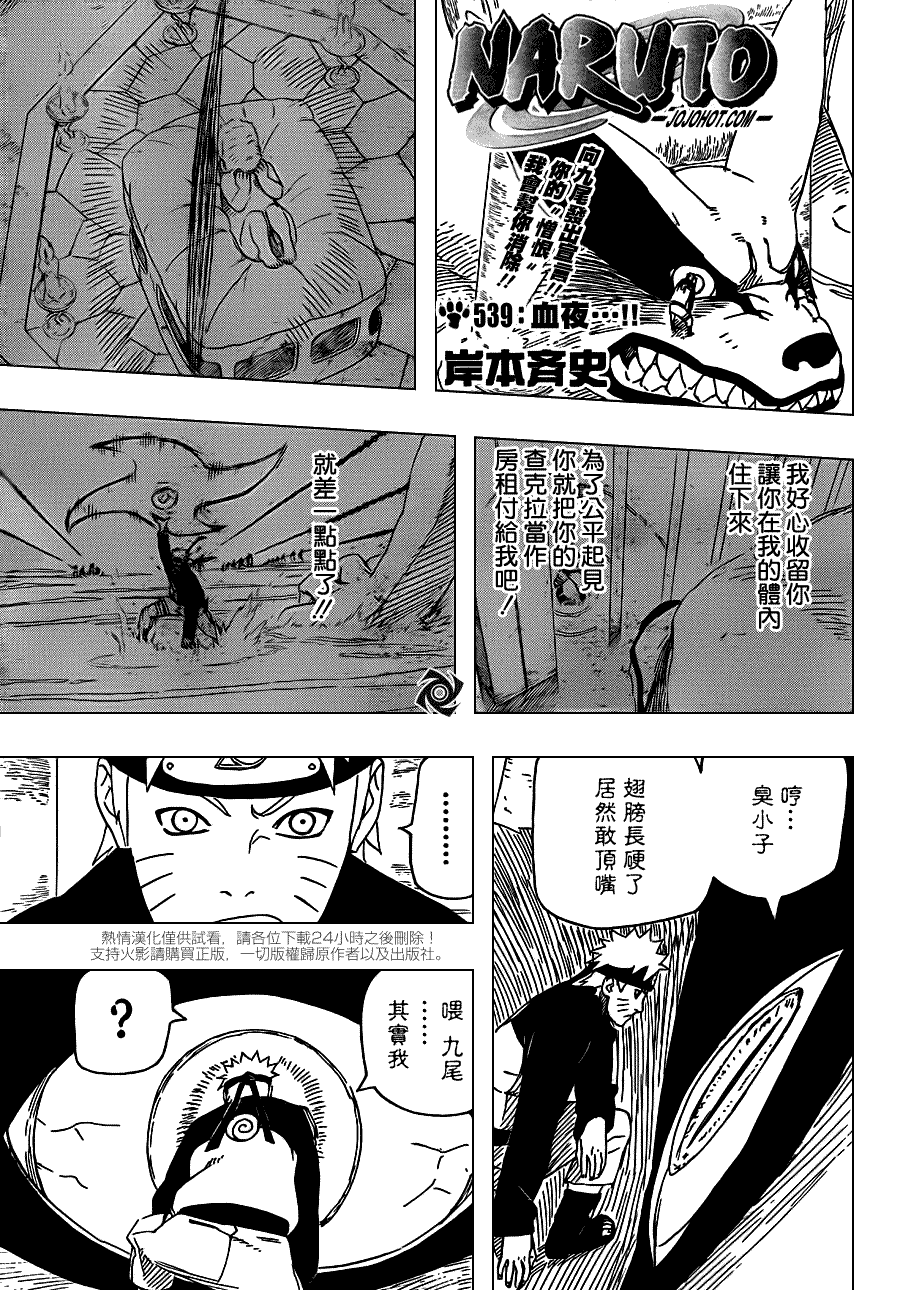 NARUTO
-JOJOHOT.COM-
向九尾發出宣言!!
你的"憎恨"
我會幫你消除!!
539：血夜…!!
岸本斉史
我好心收留你
讓你在我的體內
住下來
為了公平起見
你就把你的
查克拉當作
房租付給我吧！
就差一點點了!!
哼…
臭小子
翅膀長硬了
居然敢頂嘴
………
熱情漢化僅供試看，請各位下載24小時之後刪除！
支持火影請購買正版，一切版權歸原作者以及出版社。
喂 九尾
……
其實我
？